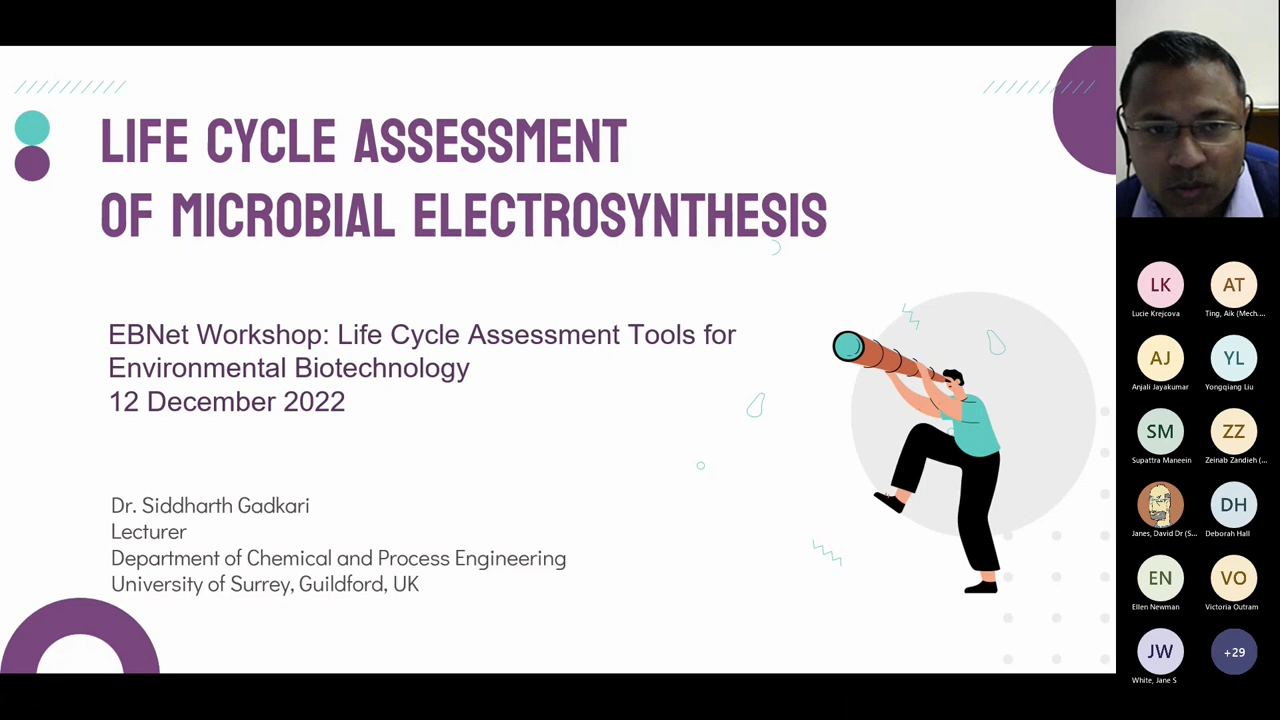 LIFE CYCLE ASSESSMENT
OF MICROBIAL ELECTROSYNTHESIS
EBNet Workshop: Life Cycle Assessment Tools for
Environmental Biotechnology
12 December 2022
Dr. Siddharth Gadkari
Lecturer
Department of Chemical and Process Engineering
University of Surrey, Guildford, UK
LK
Lucie Krejcova
AT
Ting, Aik (Mech....
AJ
Anjali Jayakumar
YL
Yongqiang Liu
SM
Supattra Maneein
ZZ
Zeinab Zandieh (...
Janes, David Dr (S...
DH
Deborah Hall
EN
Ellen Newman
VO
Victoria Outram
JW
White, Jane S
+29